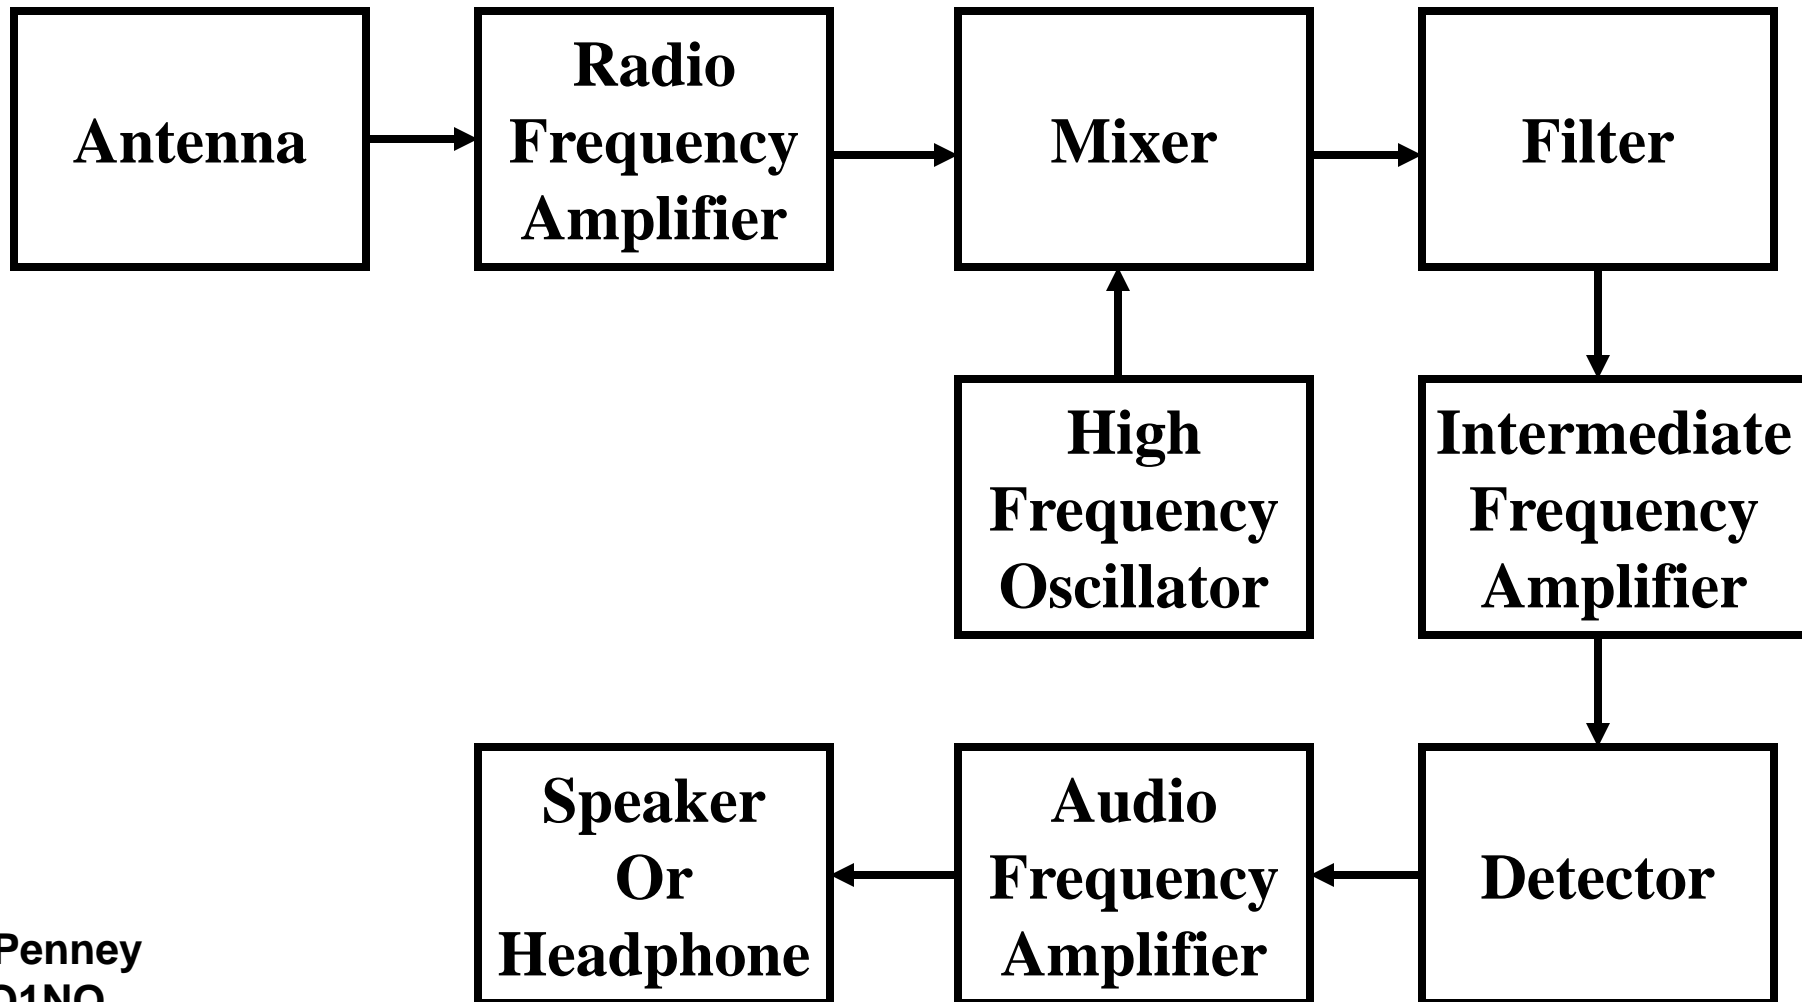 Antenna
Radio
Frequency
Amplifier
Mixer
Filter
High
Frequency
Oscillator
Intermediate
Frequency
Amplifier
Speaker
Or
Headphone
Audio
Frequency
Amplifier
Detector
Penney